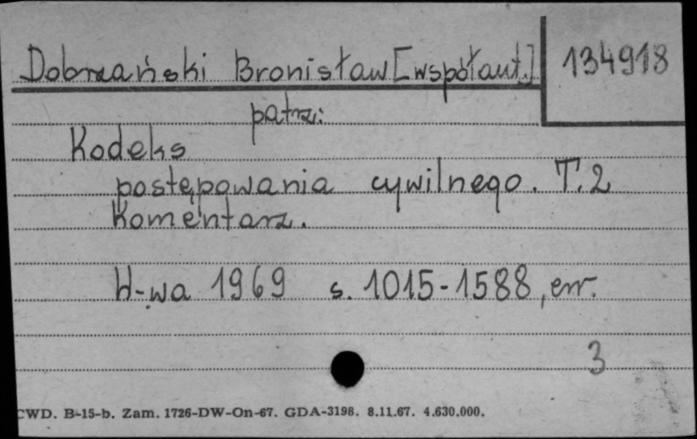 Dobrzański Bronisław [współaut.] 134918
patrz:
Kodeks
postępowania cywilnego. T.2
Komentarz.
W-wa 1969 s. 1015-1588, err.
3
CWD. B-15-b. Zam. 1726-DW-On-67. GDA-3198. 8.11.67. 4.630.000.